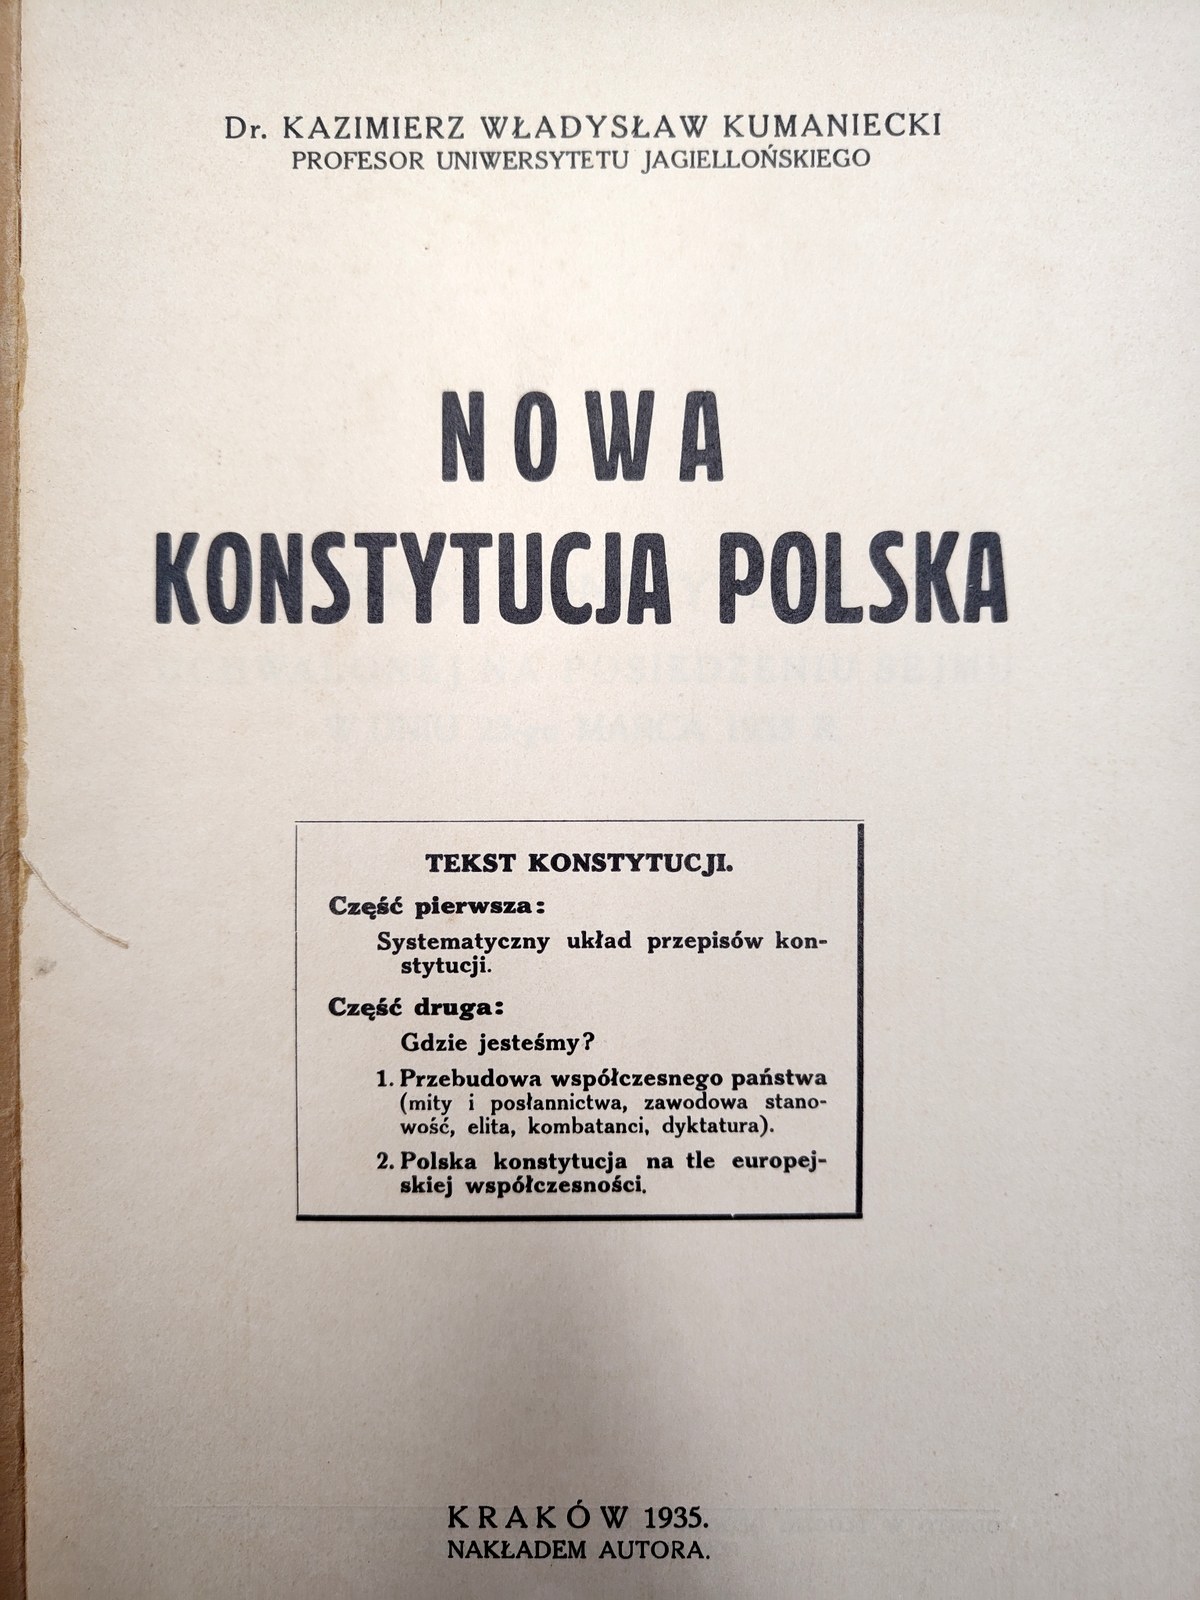 Dr. KAZIMIERZ WŁADYSŁAW KUMANIECKI
PROFESOR UNIWERSYTETU JAGIELLOŃSKIEGO
NOWA
KONSTYTUCJA POLSKA
TEKST KONSTYTUCJI.
Część pierwsza:
Systematyczny układ przepisów kon-
stytucji.
Część druga:
Gdzie jesteśmy?
1. Przebudowa współczesnego państwa
(mity i posłannictwa, zawodowa stano-
wość, elita, kombatanci, dyktatura).
2. Polska konstytucja na tle europej-
skiej współczesności.
KRAKÓW 1935.
NAKŁADEM AUTORA.